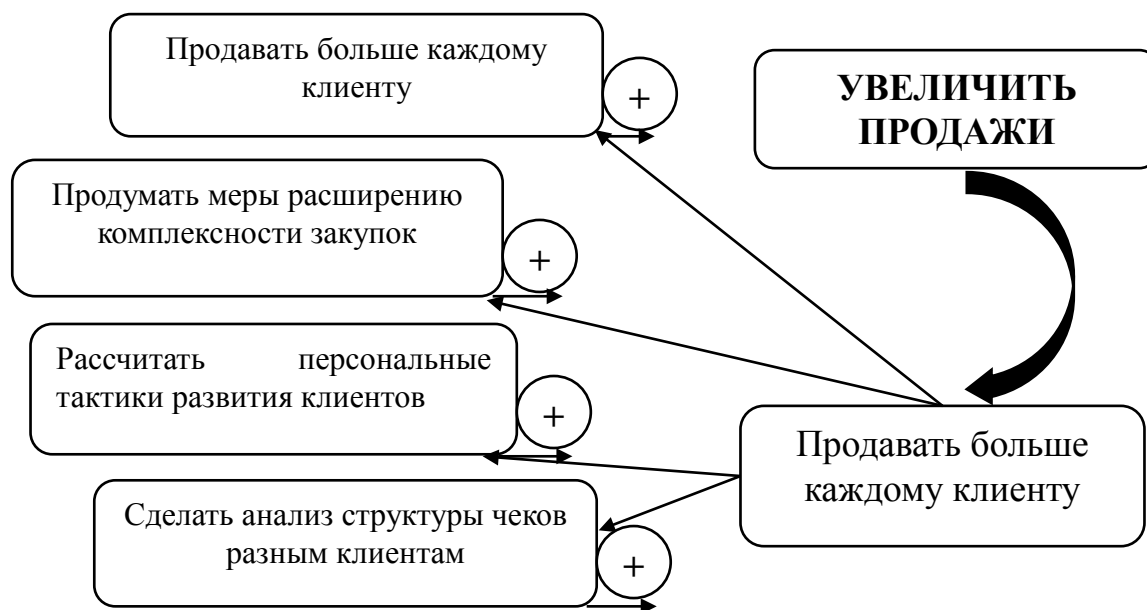 Продавать больше каждому
клиенту
+
УВЕЛИЧИТЬ
ПРОДАЖИ
Продумать меры расширению
комплексности закупок
+
Рассчитать персональные
тактики развития клиентов
+
Продавать больше
каждому клиенту
Сделать анализ структуры чеков
разным клиентам
+